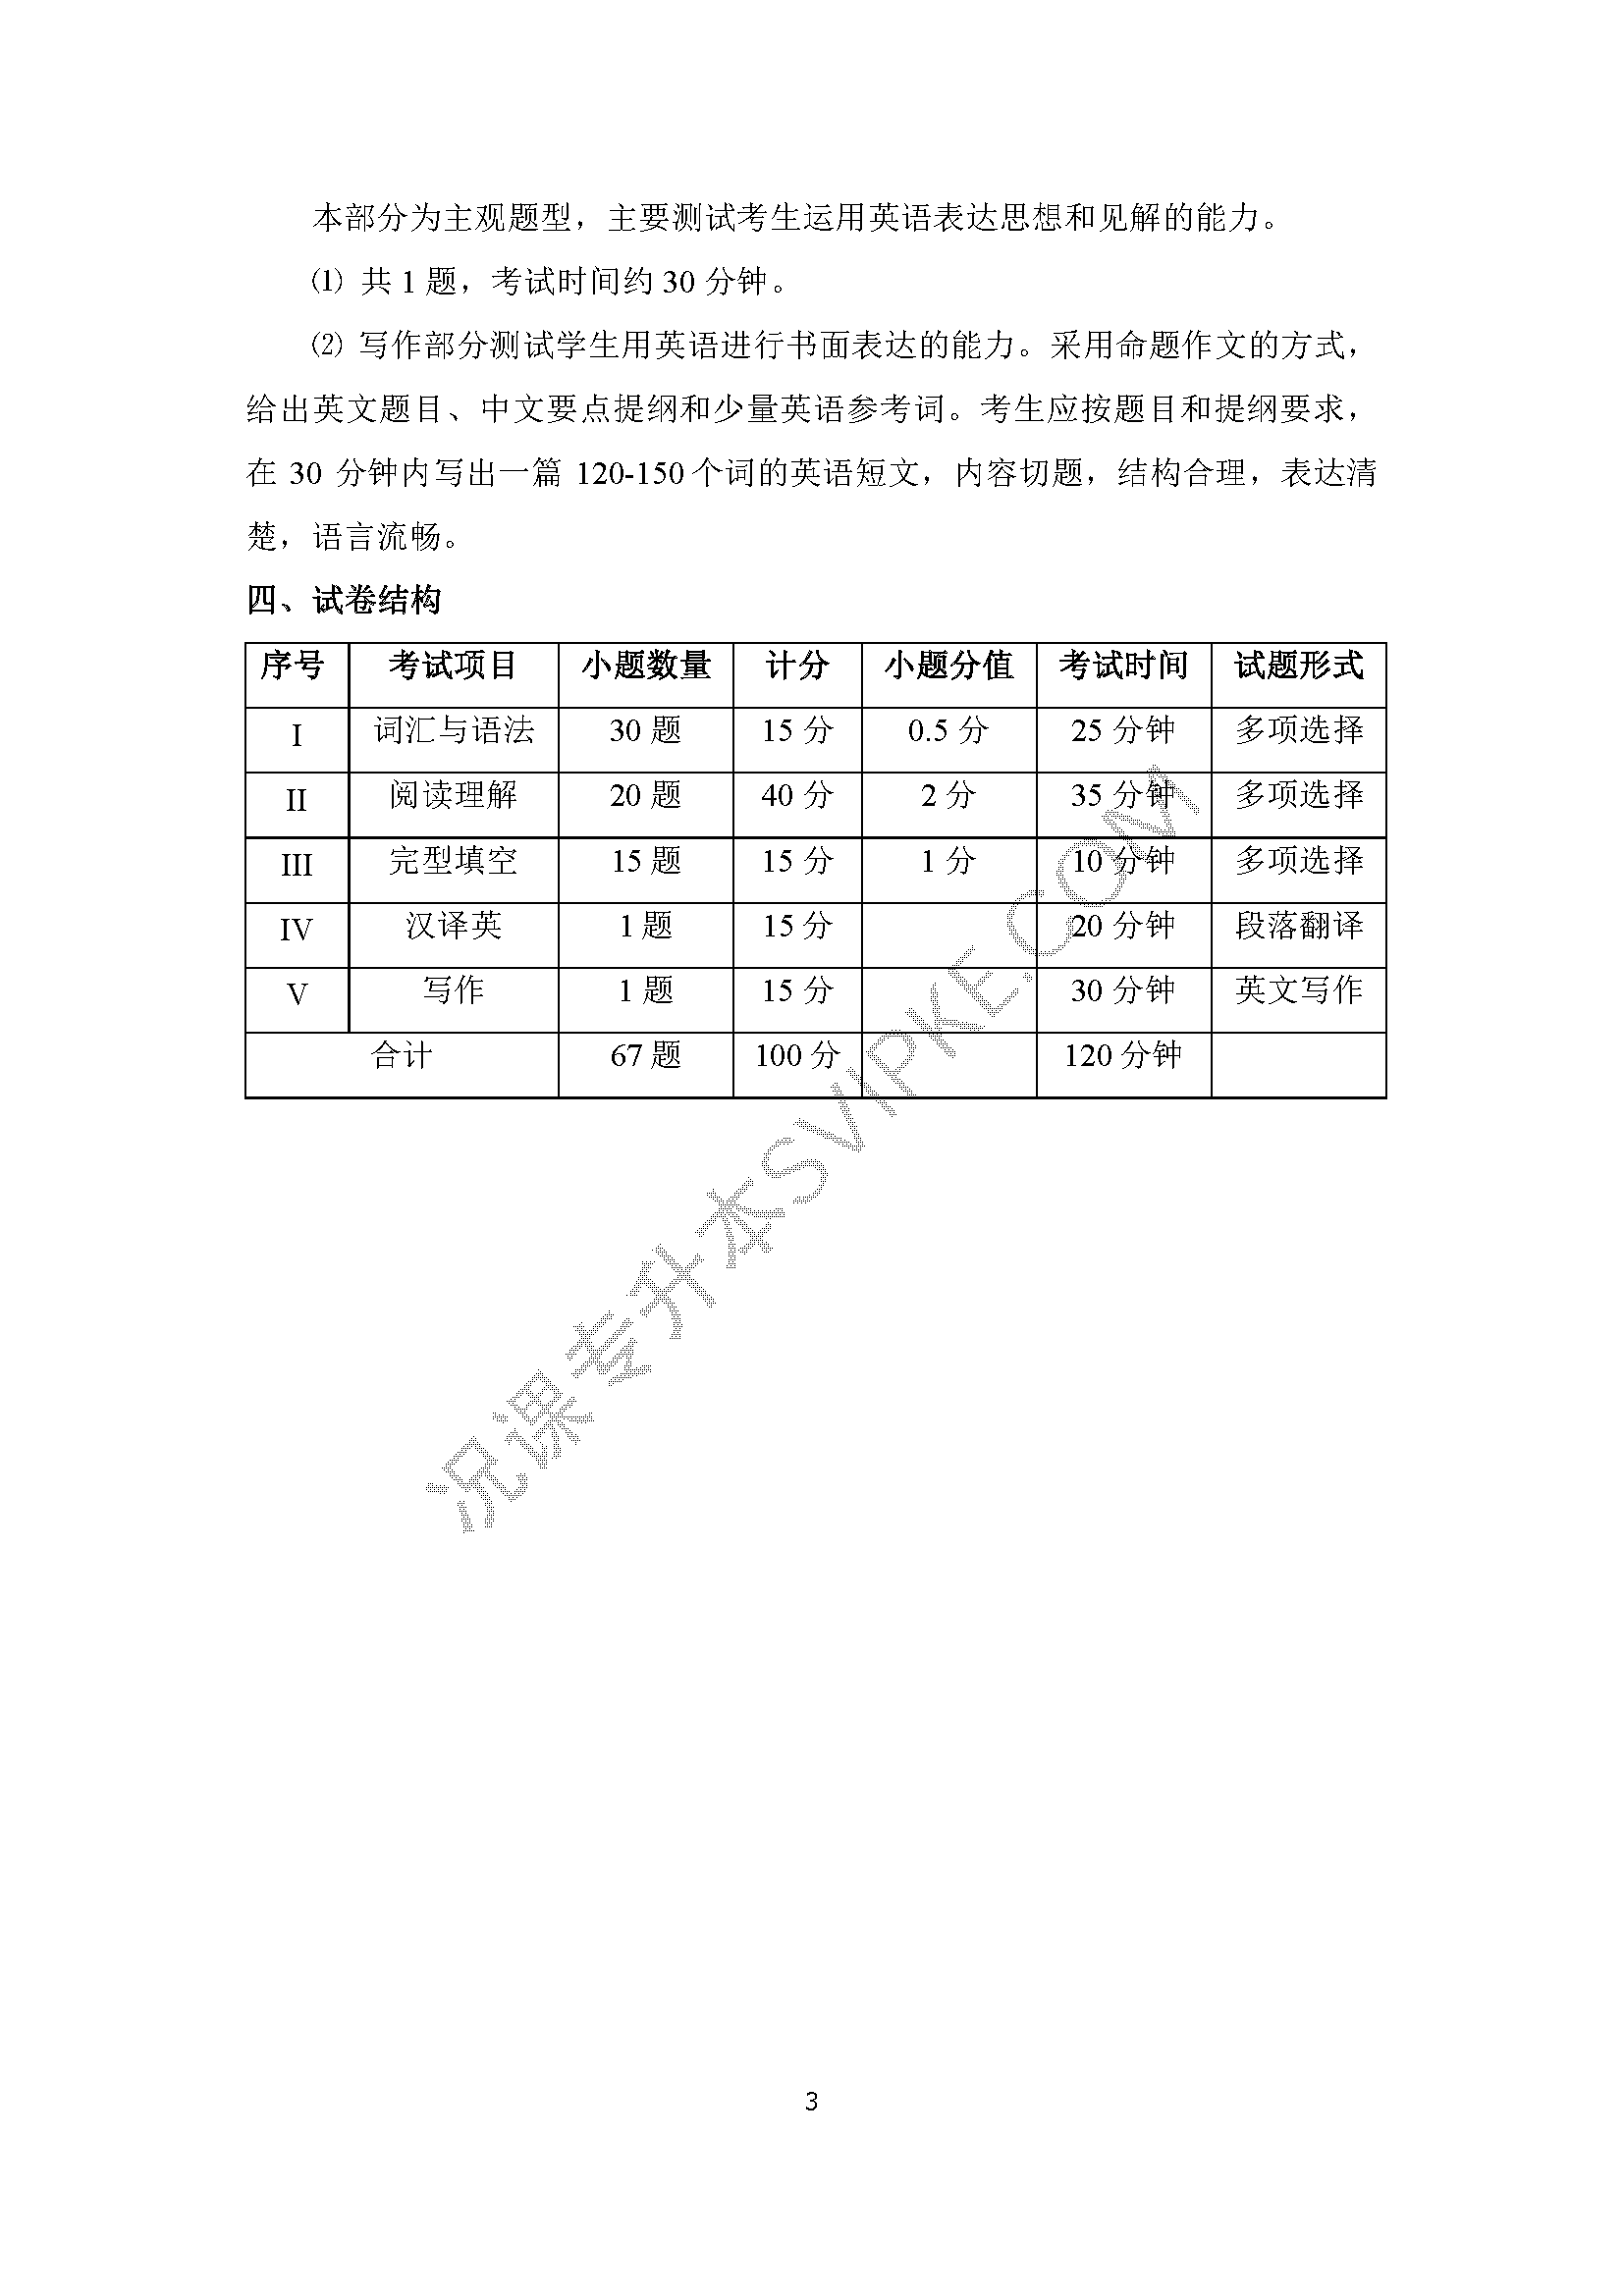 本部分为主观题型，主要测试考生运用英语表达思想和见解的能力。
⑴ 共 1 题，考试时间约 30 分钟。
⑵ 写作部分测试学生用英语进行书面表达的能力。采用命题作文的方式，
给出英文题目、中文要点提纲和少量英语参考词。考生应按题目和提纲要求，
在 30 分钟内写出一篇 120-150 个词的英语短文，内容切题，结构合理，表达清
楚，语言流畅。
四、试卷结构
序号 考试项目 小题数量 计分 小题分值 考试时间 试题形式
I 词汇与语法 30 题 15 分 0.5 分 25 分钟 多项选择
II 阅读理解 20 题 40 分 2 分 35 分钟 多项选择
III 完型填空 15 题 15 分 1 分 10 分钟 多项选择
IV 汉译英 1 题 15 分 20 分钟 段落翻译
V 写作 1 题 15 分 30 分钟 英文写作
合计 67 题 100 分 120 分钟
况课专升本SVIPKE.COM
3